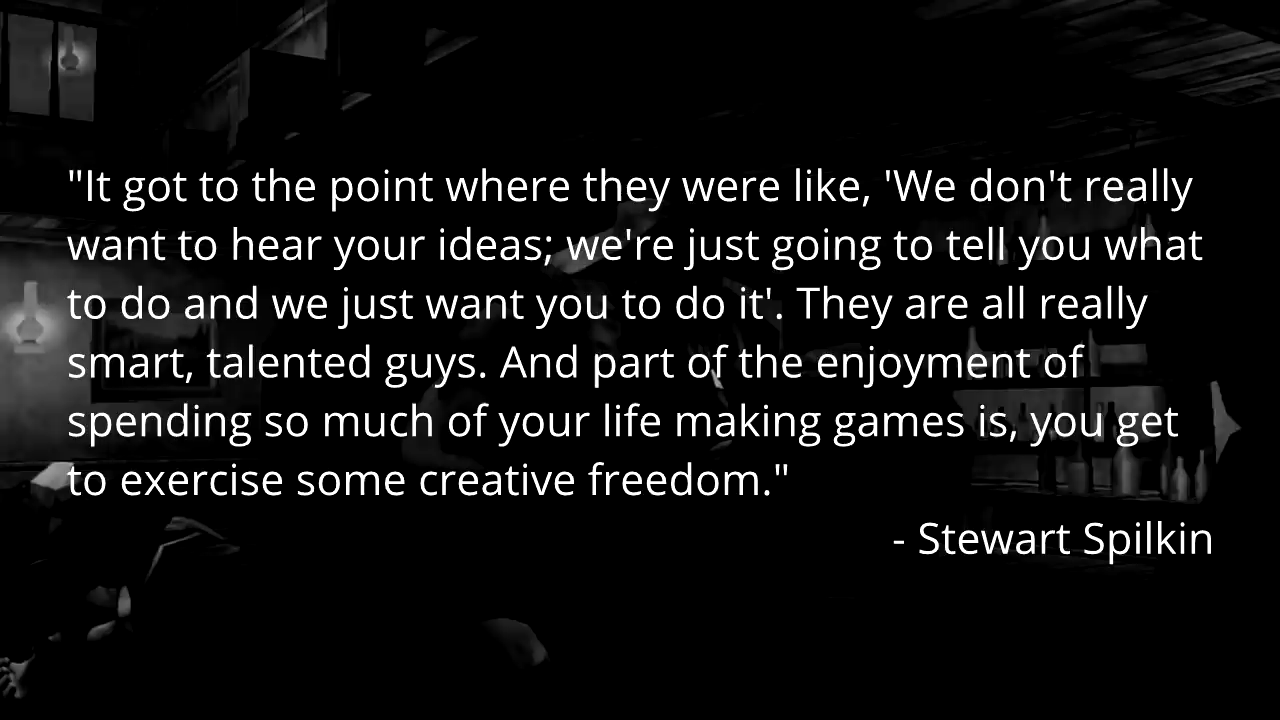 "It got to the point where they were like, 'We don't really
want to hear your ideas; we're just going to tell you what
to do and we just want you to do it'. They are all really
smart, talented guys. And part of the enjoyment of
spending so much of your life making games is, you get
to exercise some creative freedom."
- Stewart Spilkin